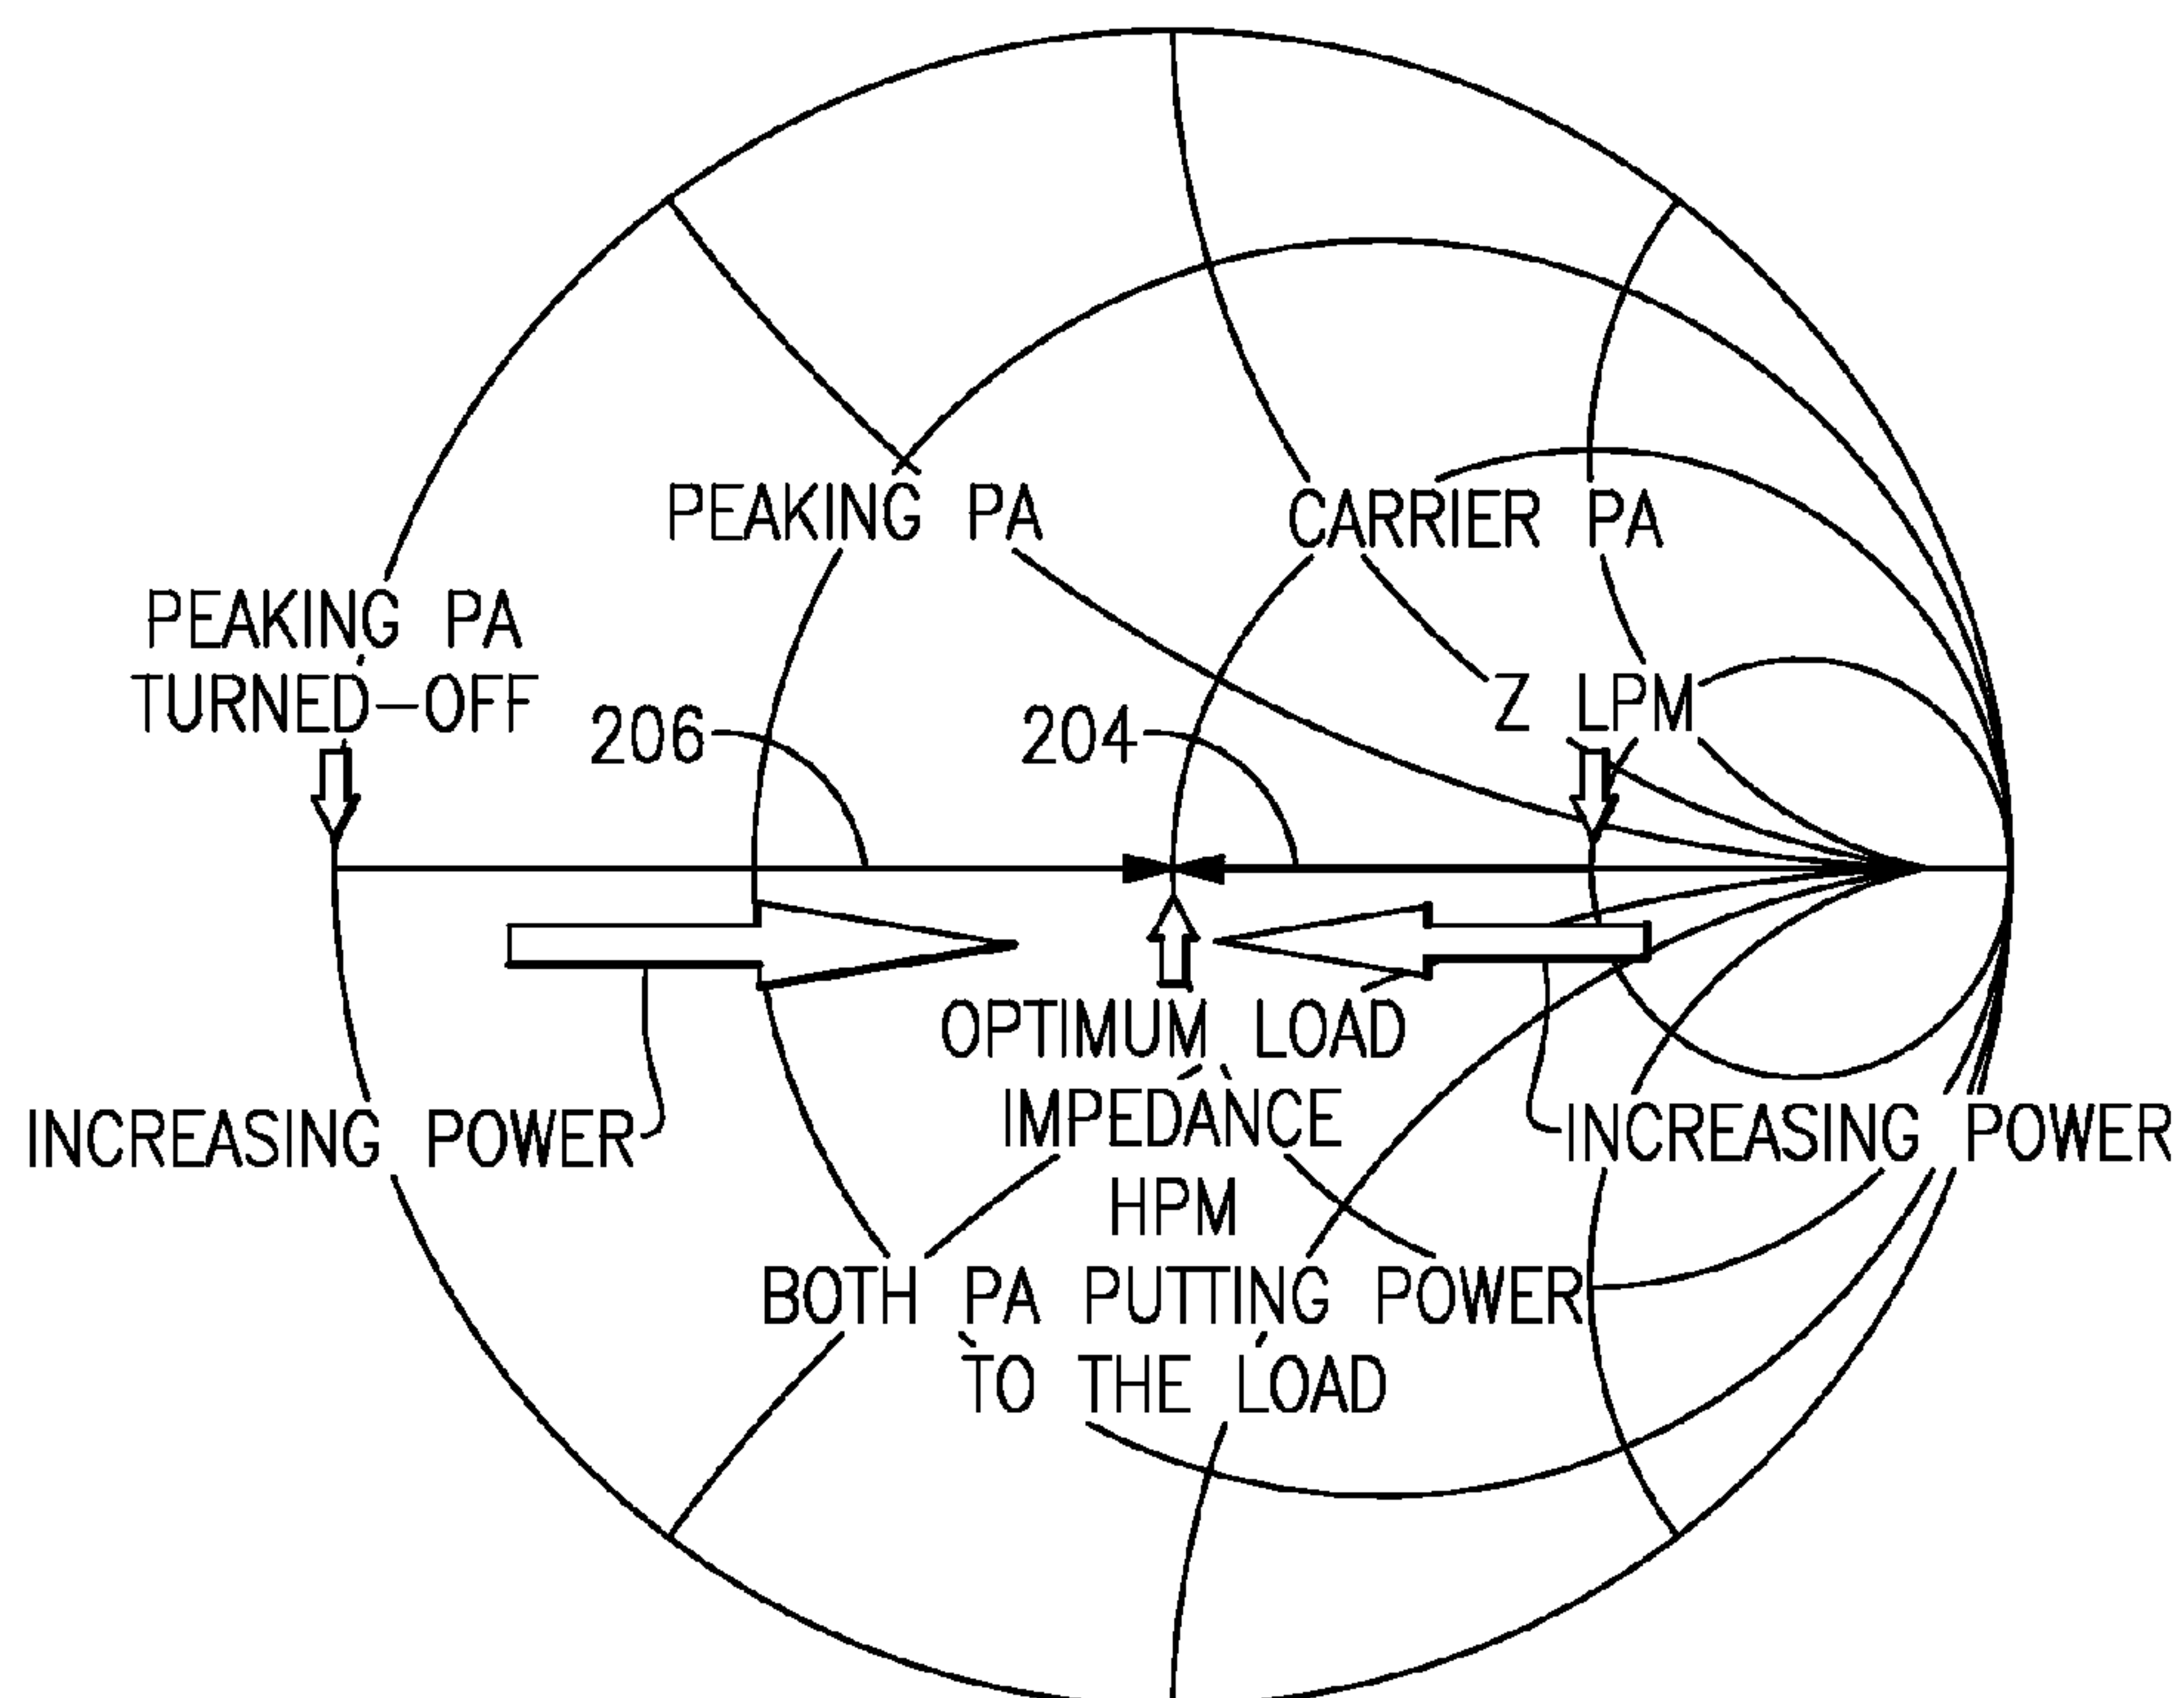 PEAKING PA
CARRIER PA
PEAKING PA
TURNED-OFF
206
204
Z LPM
OPTIMUM LOAD
IMPEDANCE
HPM
BOTH PA PUTTING POWER
TO THE LOAD
INCREASING POWER
INCREASING POWER